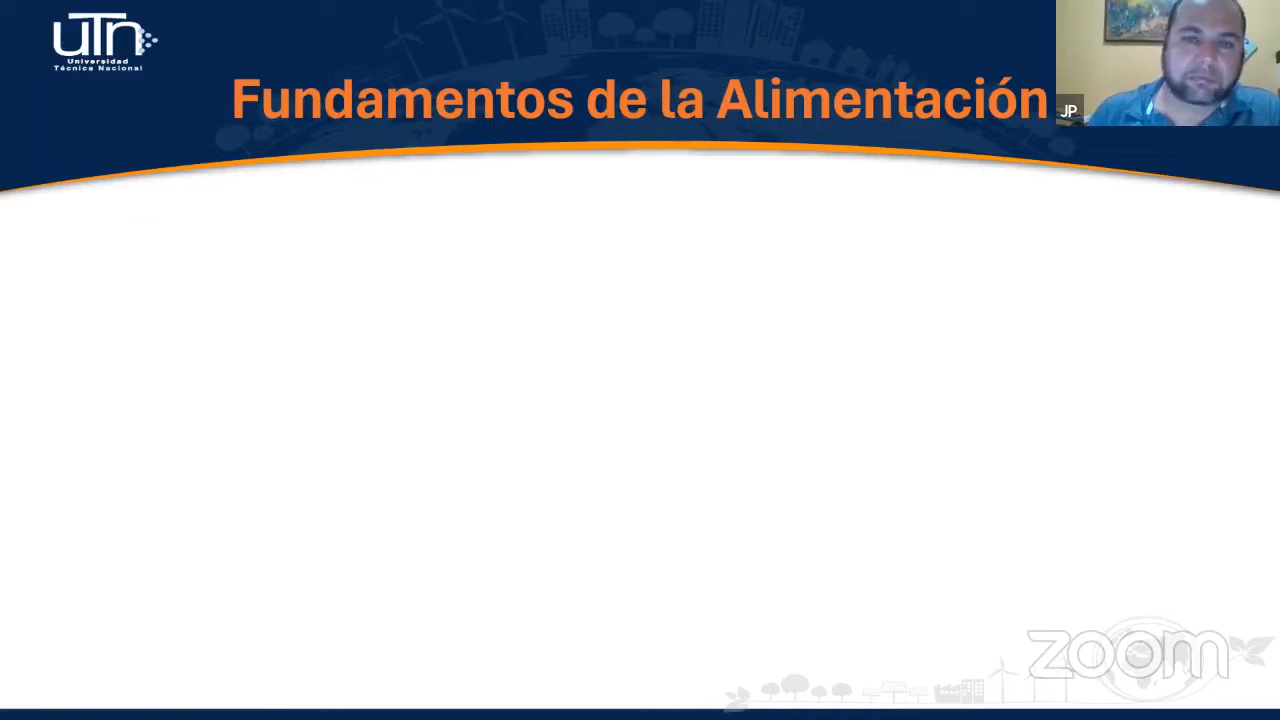 uTn
Universidad
Técnica Nacional
Fundamentos de la Alimentación
JP
zoom